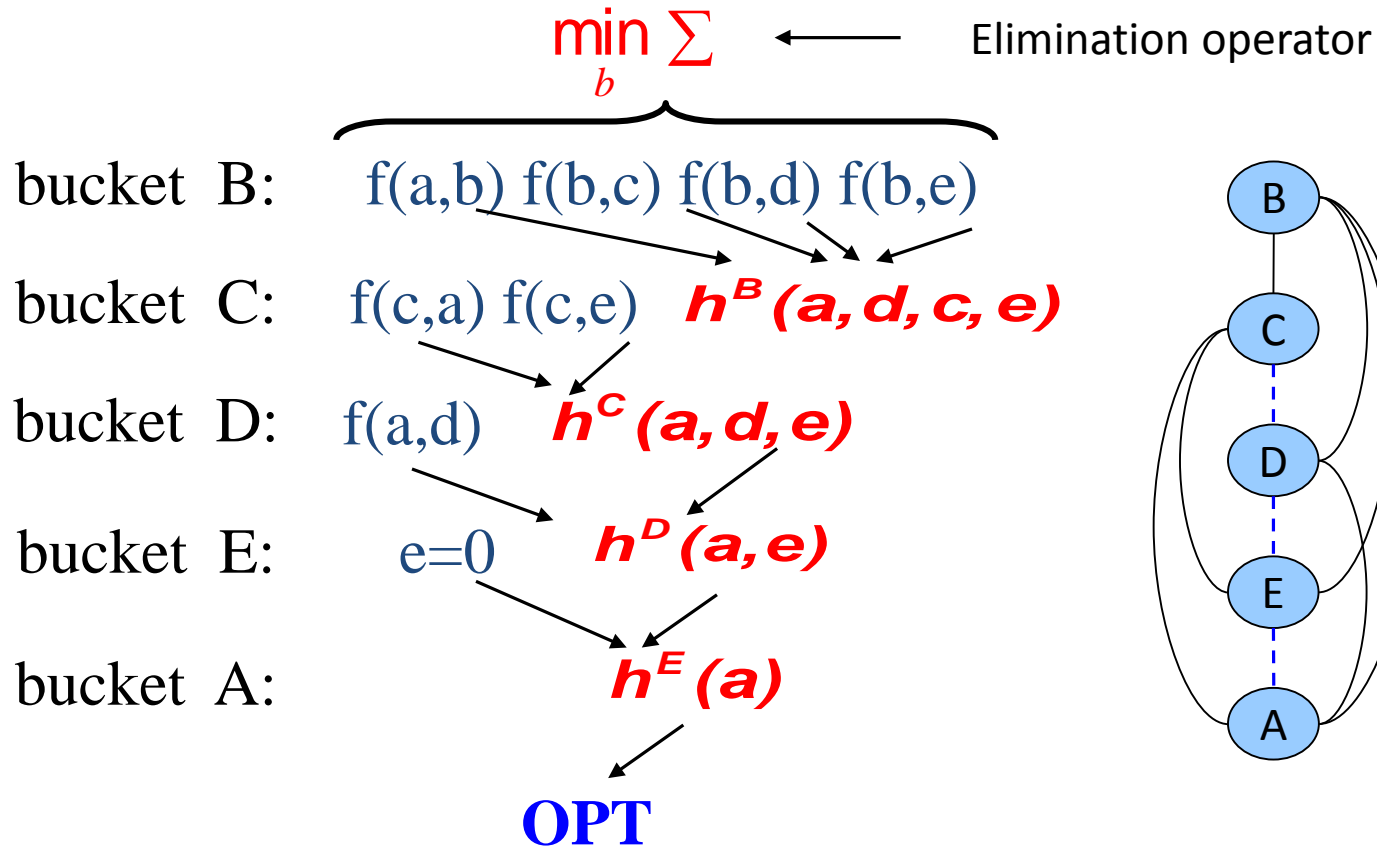 min ∑
b
Elimination operator
bucket B: f(a,b) f(b,c) f(b,d) f(b,e)
bucket C: f(c,a) f(c,e) h^B (a,d,c,e)
bucket D: f(a,d) h^C (a,d,e)
bucket E: e=0 h^D (a,e)
bucket A: h^E (a)
OPT
B
C
D
E
A